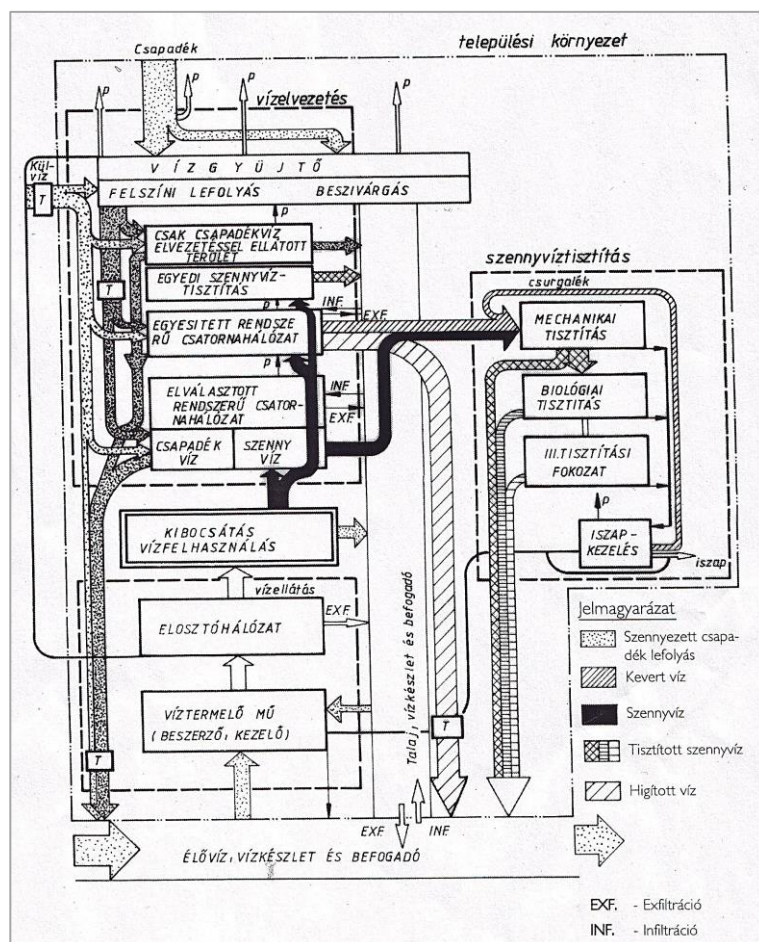 Csapadék
települési környezet
P
P
P
P
vízelvezetés
Kül-
víz
T
VÍZGYÜJTŐ
FELSZÍNI LEFOLYÁS
BESZIVÁRGÁS
P
CSAK CSAPADÉKVÍZ
ELVEZETÉSSEL ELLÁTOTT
TERÜLET
T
EGYEDI SZENNYVÍZ-
TISZTÍTÁS
P
INF.
EXF.
EGYESITETT RENDSZE
RŰ CSATORNAHÁLÓZAT
P
ELVÁLASZTOTT
RENDSZERŰ CSATOR-
NAHÁLÓZAT
INF.
EXF.
CSAPADÉK
VÍZ
SZENNY
VÍZ
KIBOCSÁTÁS
VÍZFELHASZNÁLÁS
vízellátás
ELOSZTÓHÁLÓZAT
EXF.
VÍZTERMELŐ MŰ
(BESZERZŐ, KEZELŐ)
T
T
Talaj, vízkészlet és befogadó
EXF.
INF.
ÉLŐVÍZ, VÍZKÉSZLET ÉS BEFOGADÓ
szennyvíztisztítás
csurgalék
MECHANIKAI
TISZTÍTÁS
BIOLÓGIAI
TISZTITÁS
III. TISZTÍTÁSI
FOKOZAT
P
ISZAP-
KEZELÉS
iszap
Jelmagyarázat
Szennyezett csapa-
dék lefolyás
Kevert víz
Szennyvíz
Tisztított szennyvíz
Higított víz
EXF. - Exfiltráció
INF. - Infiltráció